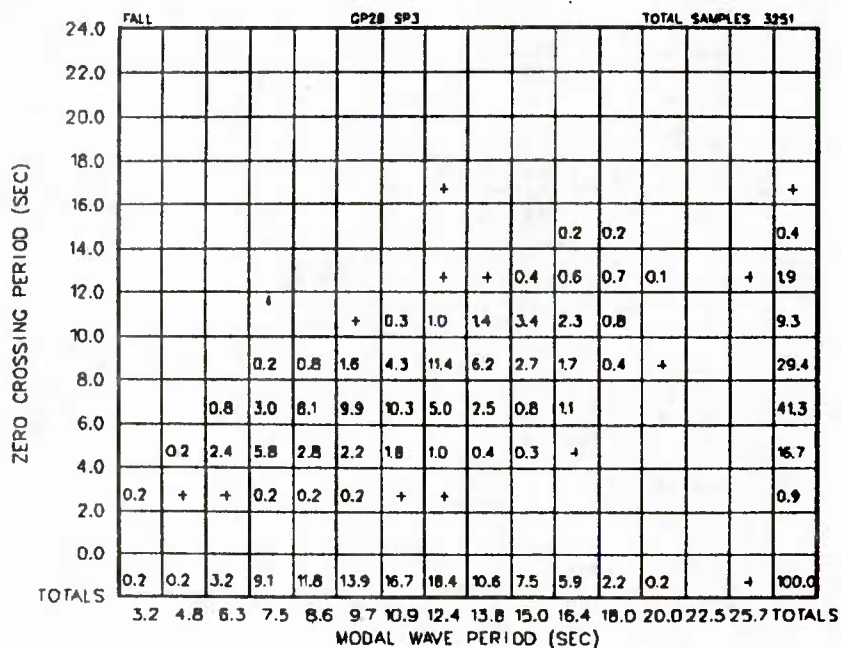 FALL GP28 SP3 TOTAL SAMPLES 3251
24.0
22.0
20.0
18.0
+ +
16.0
0.2 0.2 0.4
14.0
+ + 0.4 0.6 0.7 0.1 + 1.9
12.0
+ 0.3 1.0 1.4 3.4 2.3 0.8 9.3
10.0
0.2 0.8 1.6 4.3 11.4 6.2 2.7 1.7 0.4 + 29.4
8.0
0.8 3.0 8.1 9.9 10.3 5.0 2.5 0.8 1.1 41.3
6.0
0.2 2.4 5.8 2.8 2.2 1.8 1.0 0.4 0.3 + 16.7
4.0
0.2 + + 0.2 0.2 0.2 + + 0.9
2.0
0.0
0.2 0.2 3.2 9.1 11.8 13.9 16.7 18.4 10.6 7.5 5.9 2.2 0.2 + 100.0
TOTALS
3.2 4.8 6.3 7.5 8.6 9.7 10.9 12.4 13.8 15.0 16.4 18.0 20.0 22.5 25.7 TOTALS
MODAL WAVE PERIOD (SEC)
ZERO CROSSING PERIOD (SEC)